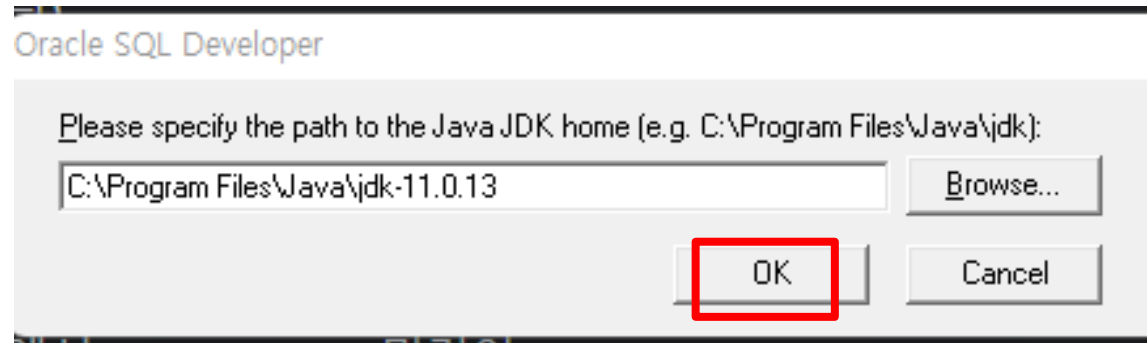 Oracle SQL Developer
Please specify the path to the Java JDK home (e.g. C:\Program Files\Java\jdk):
C:\Program Files\Java\jdk-11.0.13
Browse...
OK
Cancel